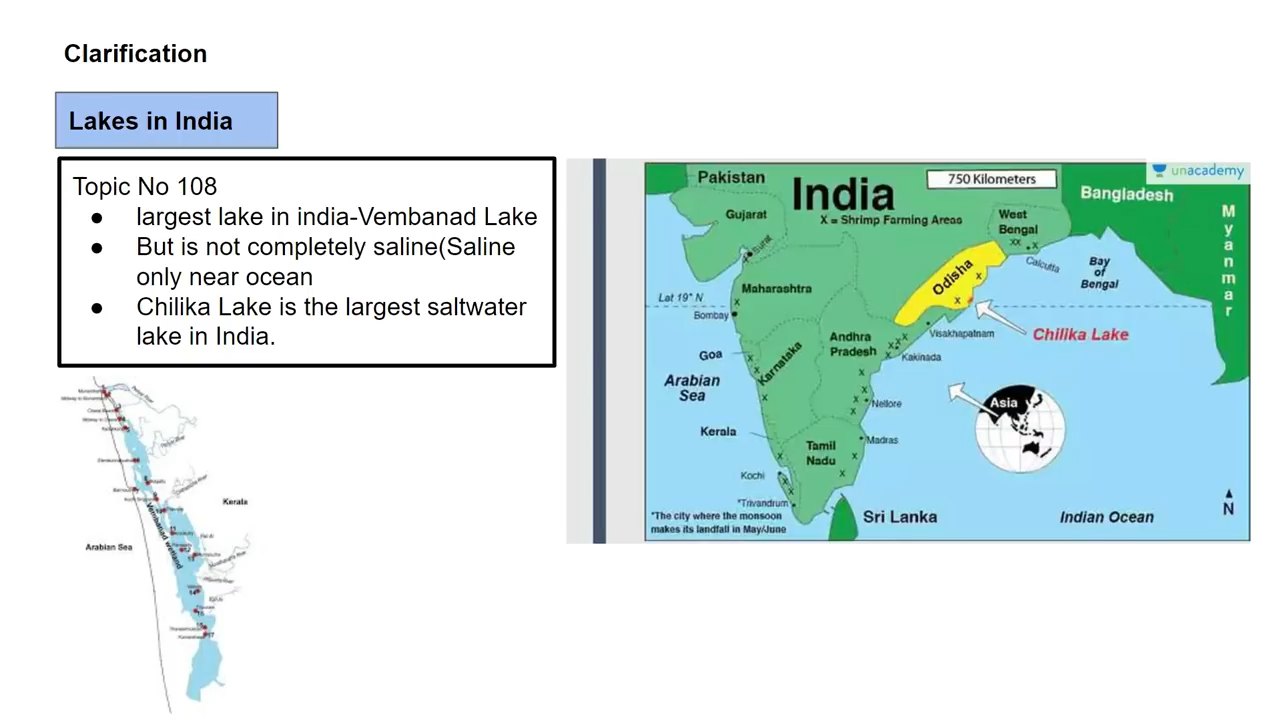 Clarification
Lakes in India
Topic No 108
● largest lake in india-Vembanad Lake
● But is not completely saline(Saline
only near ocean
● Chilika Lake is the largest saltwater
lake in India.
Kerala
Arabian Sea
Vembanad wetland
unacademy
Pakistan
India
750 Kilometers
Bangladesh
X = Shrimp Farming Areas
Gujarat
West
Bengal
Myanmar
Surat
Calcutta
Bay
of
Bengal
Odisha
Maharashtra
Lat 19° N
Bombay
Visakhapatnam
Chilika Lake
Andhra
Pradesh
Kakinada
Goa
Karnataka
Arabian
Sea
Nellore
Asia
Kerala
Madras
Tamil
Nadu
Kochi
*Trivandrum
*The city where the monsoon
makes its landfall in May/June
Sri Lanka
Indian Ocean
N